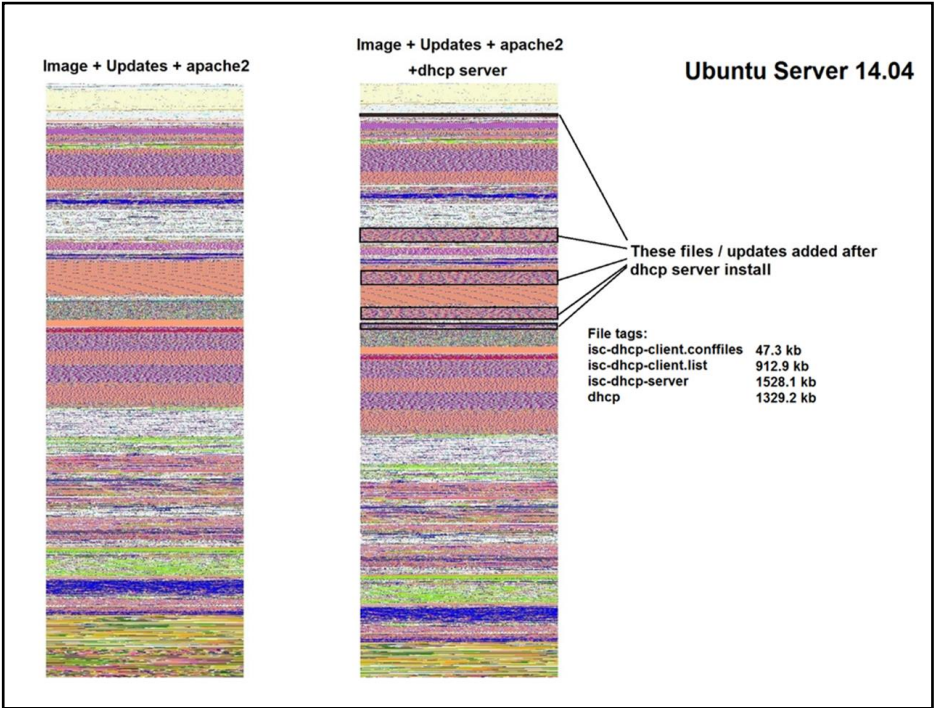 Image + Updates + apache2
Image + Updates + apache2
+dhcp server
Ubuntu Server 14.04
These files / updates added after
dhcp server install
File tags:
isc-dhcp-client.conffiles 47.3 kb
isc-dhcp-client.list 912.9 kb
isc-dhcp-server 1528.1 kb
dhcp 1329.2 kb